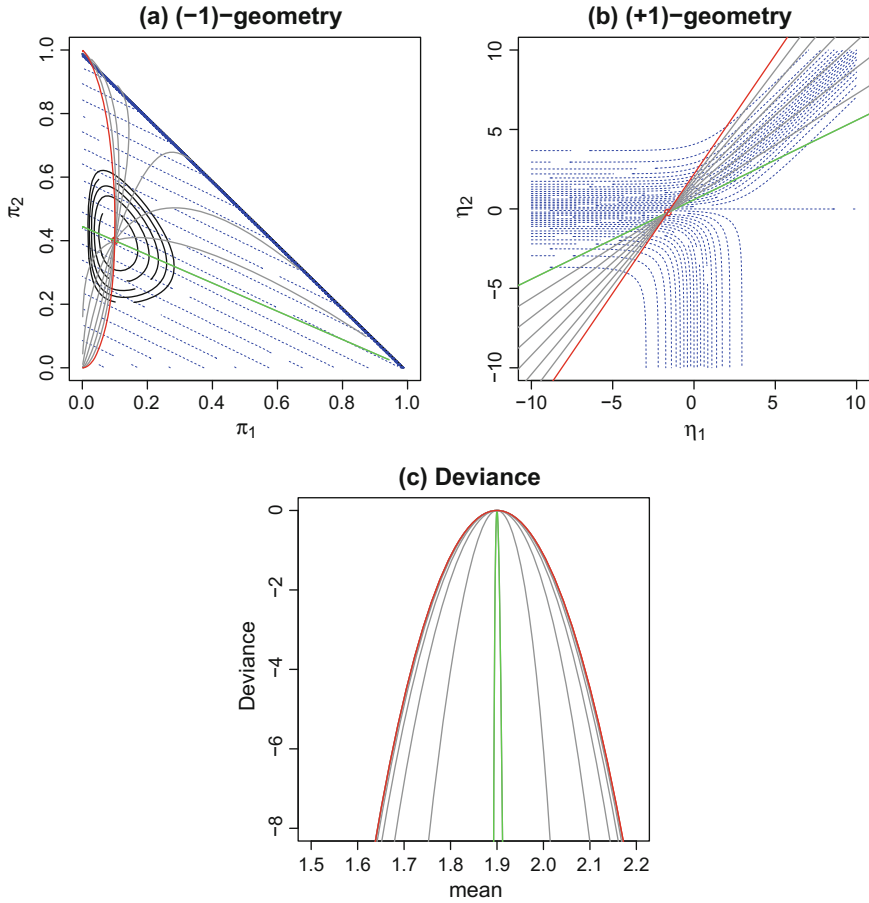 (a) (−1)−geometry
1.0
0.8
0.6
0.4
0.2
0.0
π2
0.0 0.2 0.4 0.6 0.8 1.0
π1
(b) (+1)−geometry
10
5
0
−5
−10
η2
−10 −5 0 5 10
η1
(c) Deviance
0
−2
−4
−6
−8
Deviance
1.5 1.6 1.7 1.8 1.9 2.0 2.1 2.2
mean